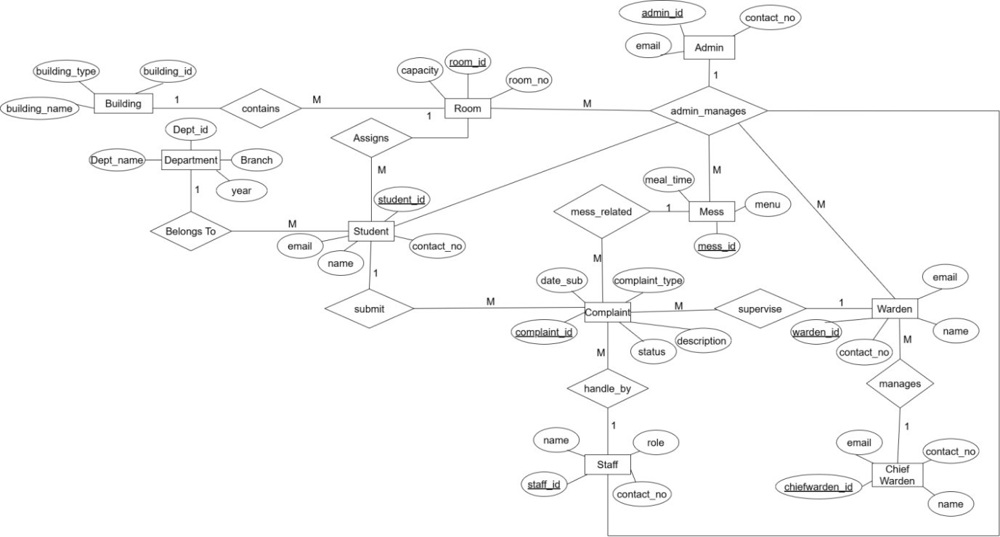 admin_id
contact_no
email
Admin
1
building_type
building_id
building_name
Building
1
contains
M
capacity
room_id
room_no
Room
1
M
admin_manages
Assigns
M
Dept_id
Dept_name
Department
Branch
year
1
Belongs To
M
student_id
Student
email
name
contact_no
1
submit
M
M
meal_time
menu
Mess
mess_id
1
mess_related
M
M
date_sub
complaint_type
Complaint
complaint_id
status
description
M
supervise
1
email
Warden
warden_id
contact_no
name
M
manages
1
M
handle_by
1
name
role
Staff
staff_id
contact_no
email
contact_no
Chief
Warden
chiefwarden_id
name